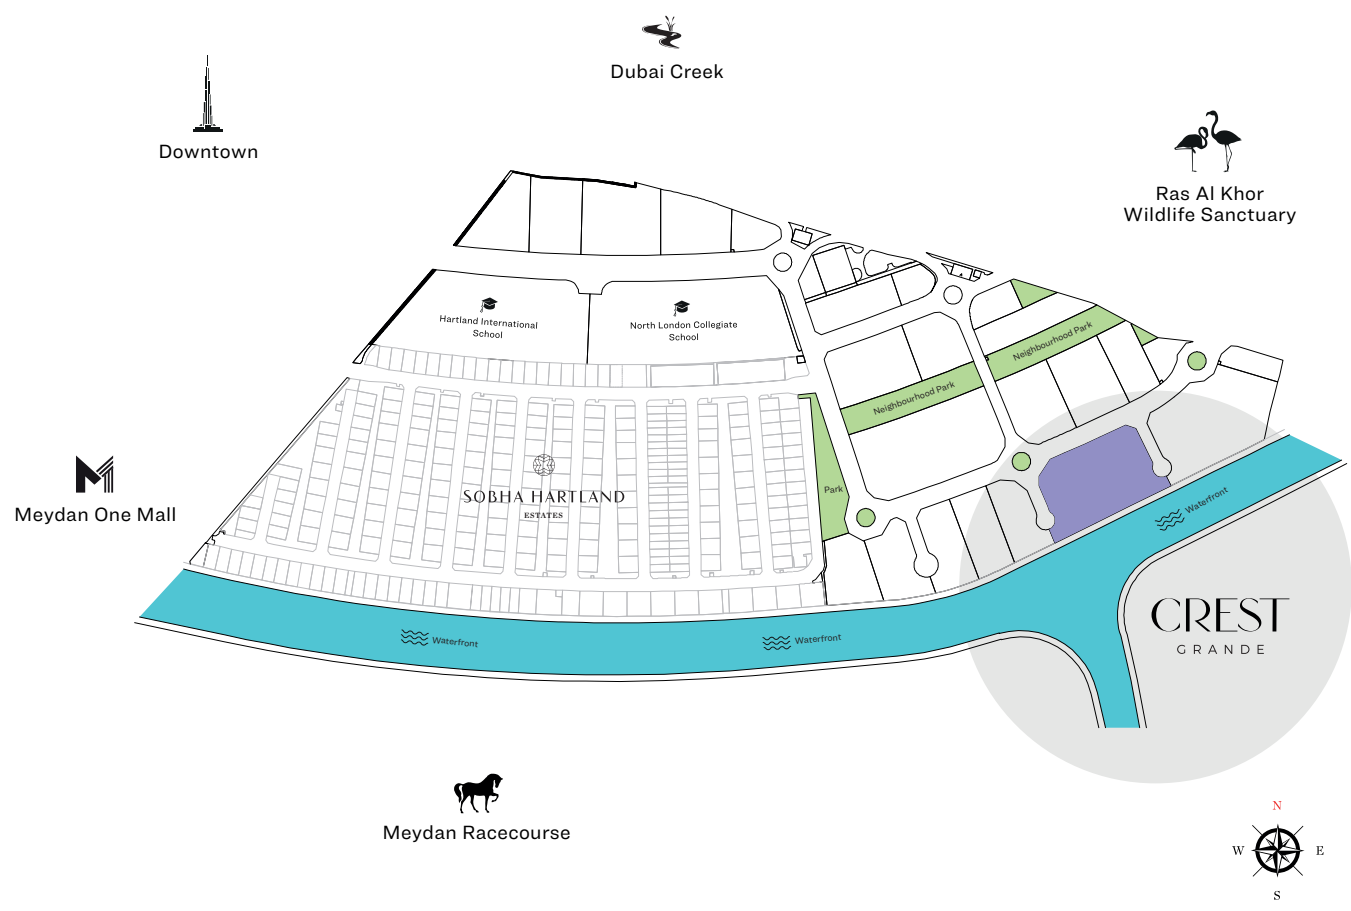 Dubai Creek
Downtown
Ras Al Khor
Wildlife Sanctuary
Hartland International
School
North London Collegiate
School
Neighbourhood Park
Neighbourhood Park
Meydan One Mall
SOBHA HARTLAND
ESTATES
Park
Waterfront
CREST
GRANDE
Waterfront
Waterfront
Meydan Racecourse
N
W
E
S